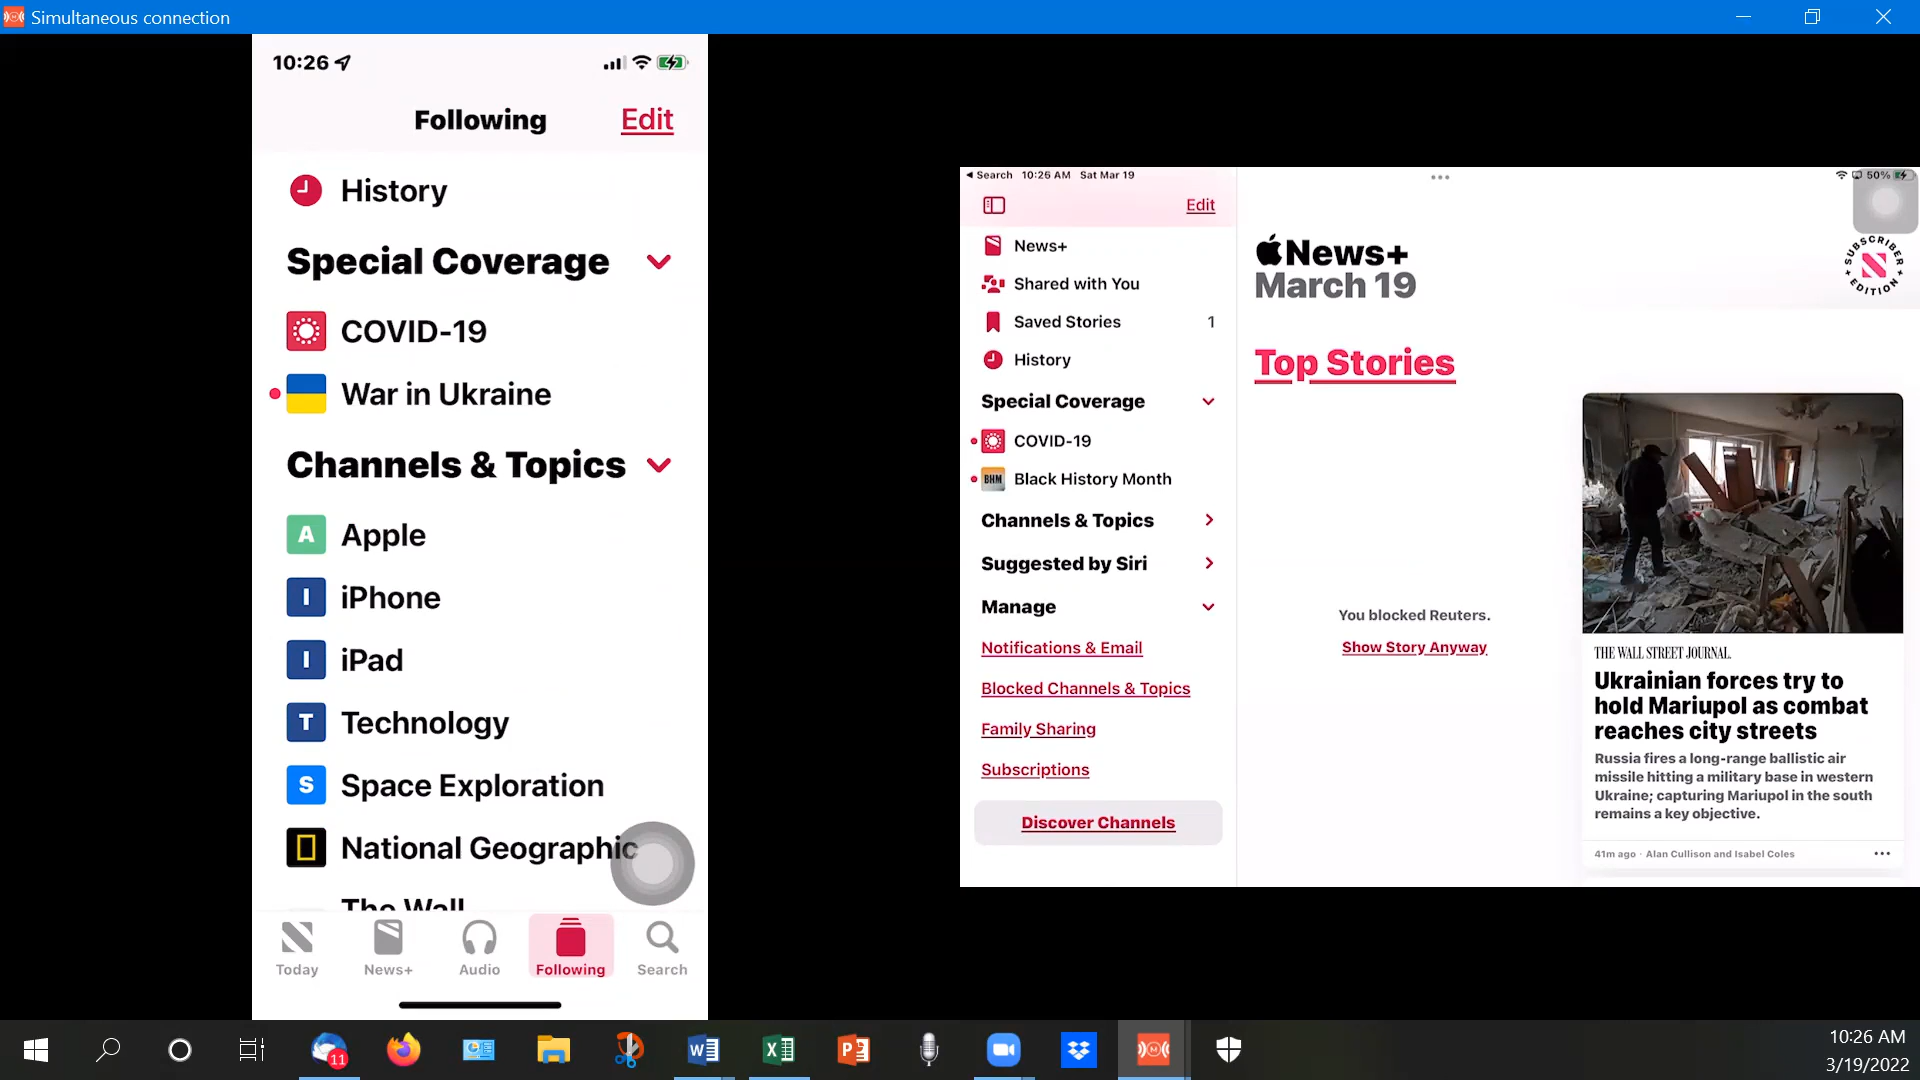 Simultaneous connection
10:26
Following
Edit
History
Special Coverage
COVID-19
War in Ukraine
Channels & Topics
A Apple
I iPhone
I iPad
T Technology
S Space Exploration
National Geographic
The Wall
Today
News+
Audio
Following
Search
Search 10:26 AM Sat Mar 19
50%
Edit
News+
Shared with You
Saved Stories 1
History
Special Coverage
COVID-19
BHM Black History Month
Channels & Topics
Suggested by Siri
Manage
Notifications & Email
Blocked Channels & Topics
Family Sharing
Subscriptions
Discover Channels
News+
March 19
SUBSCRIBER EDITION
Top Stories
You blocked Reuters.
Show Story Anyway
THE WALL STREET JOURNAL.
Ukrainian forces try to
hold Mariupol as combat
reaches city streets
Russia fires a long-range ballistic air
missile hitting a military base in western
Ukraine; capturing Mariupol in the south
remains a key objective.
41m ago · Alan Cullison and Isabel Coles
11
10:26 AM
3/19/2022